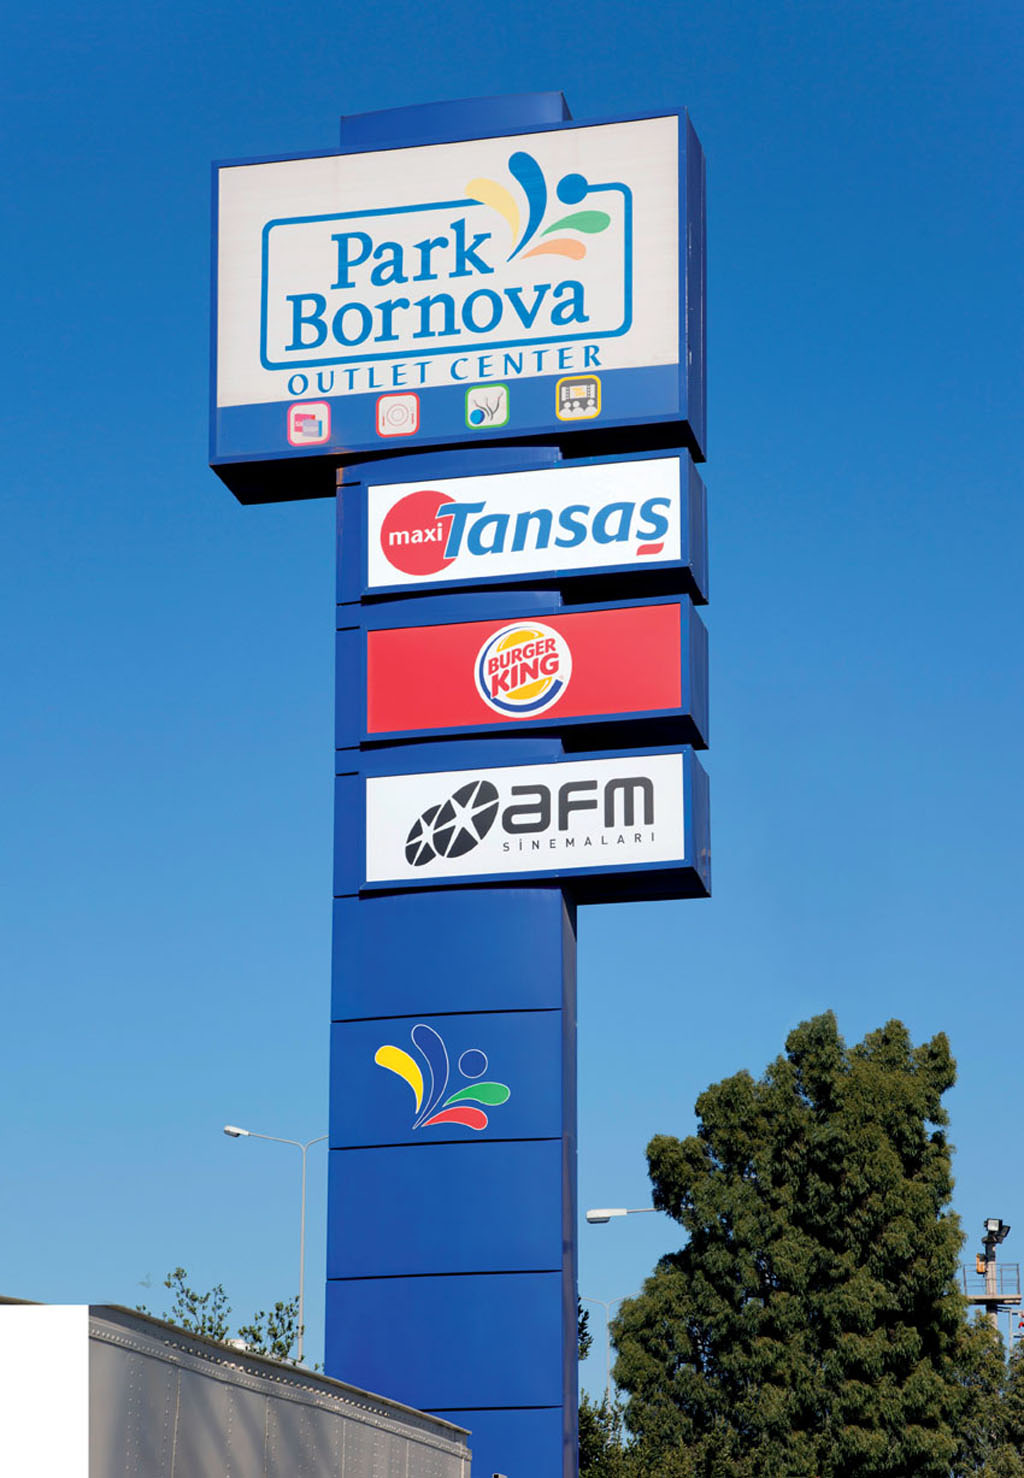 Park
Bornova
OUTLET CENTER
maxi Tansaş
BURGER
KING
aFM
SİNEMALARI